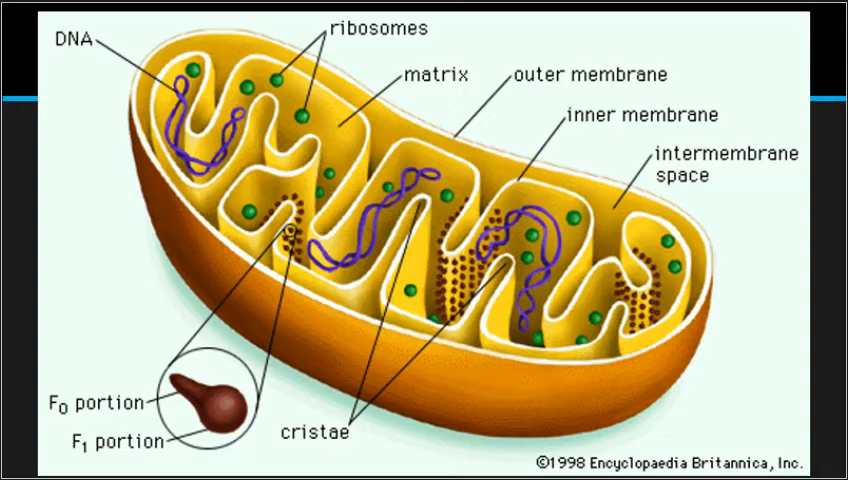 ribosomes
DNA
matrix
outer membrane
inner membrane
intermembrane
space
F₀ portion
F₁ portion
cristae
©1998 Encyclopaedia Britannica, Inc.